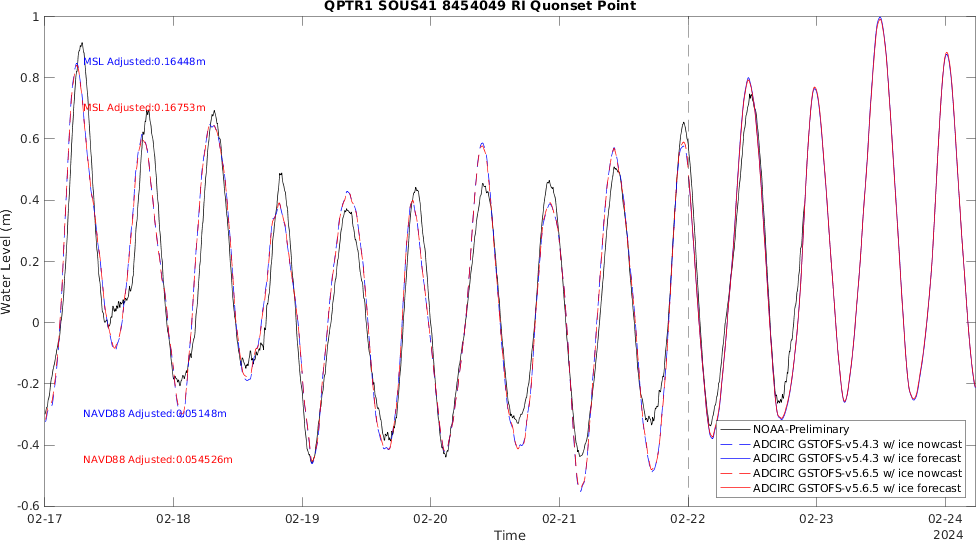 QPTR1 SOUS41 8454049 RI Quonset Point
1
0.8
0.6
0.4
0.2
0
-0.2
-0.4
-0.6
Water Level (m)
MSL Adjusted:0.16448m
MSL Adjusted:0.16753m
NAVD88 Adjusted:0.05148m
NAVD88 Adjusted:0.054526m
NOAA-Preliminary
ADCIRC GSTOFS-v5.4.3 w/ ice nowcast
ADCIRC GSTOFS-v5.4.3 w/ ice forecast
ADCIRC GSTOFS-v5.6.5 w/ ice nowcast
ADCIRC GSTOFS-v5.6.5 w/ ice forecast
02-17 02-18 02-19 02-20 02-21 02-22 02-23 02-24
Time
2024